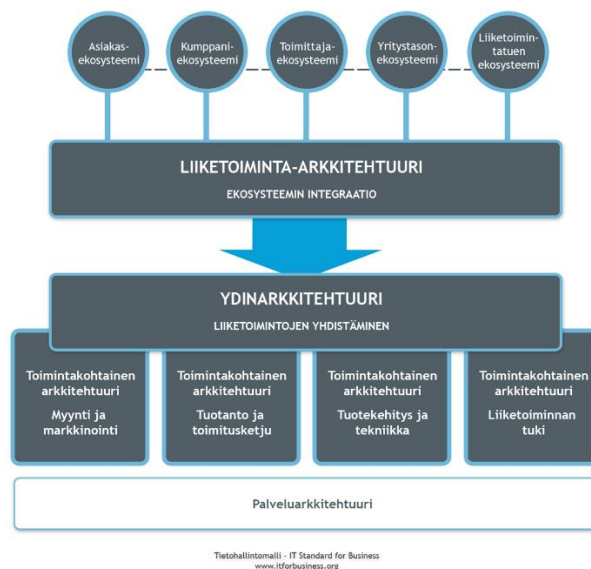 Asiakas-
ekosysteemi
Kumppani-
ekosysteemi
Toimittaja-
ekosysteemi
Yritystason-
ekosysteemi
Liiketoimin-
tatuen
ekosysteemi
LIIKETOIMINTA-ARKKITEHTUURI
EKOSYSTEEMIN INTEGRAATIO
YDINARKKITEHTUURI
LIIKETOIMINTOJEN YHDISTÄMINEN
Toimintakohtainen
arkkitehtuuri
Myynti ja
markkinointi
Toimintakohtainen
arkkitehtuuri
Tuotanto ja
toimitusketju
Toimintakohtainen
arkkitehtuuri
Tuotekehitys ja
tekniikka
Toimintakohtainen
arkkitehtuuri
Liiketoiminnan
tuki
Palveluarkkitehtuuri
Tietohallintomalli - IT Standard for Business
www.itforbusiness.org